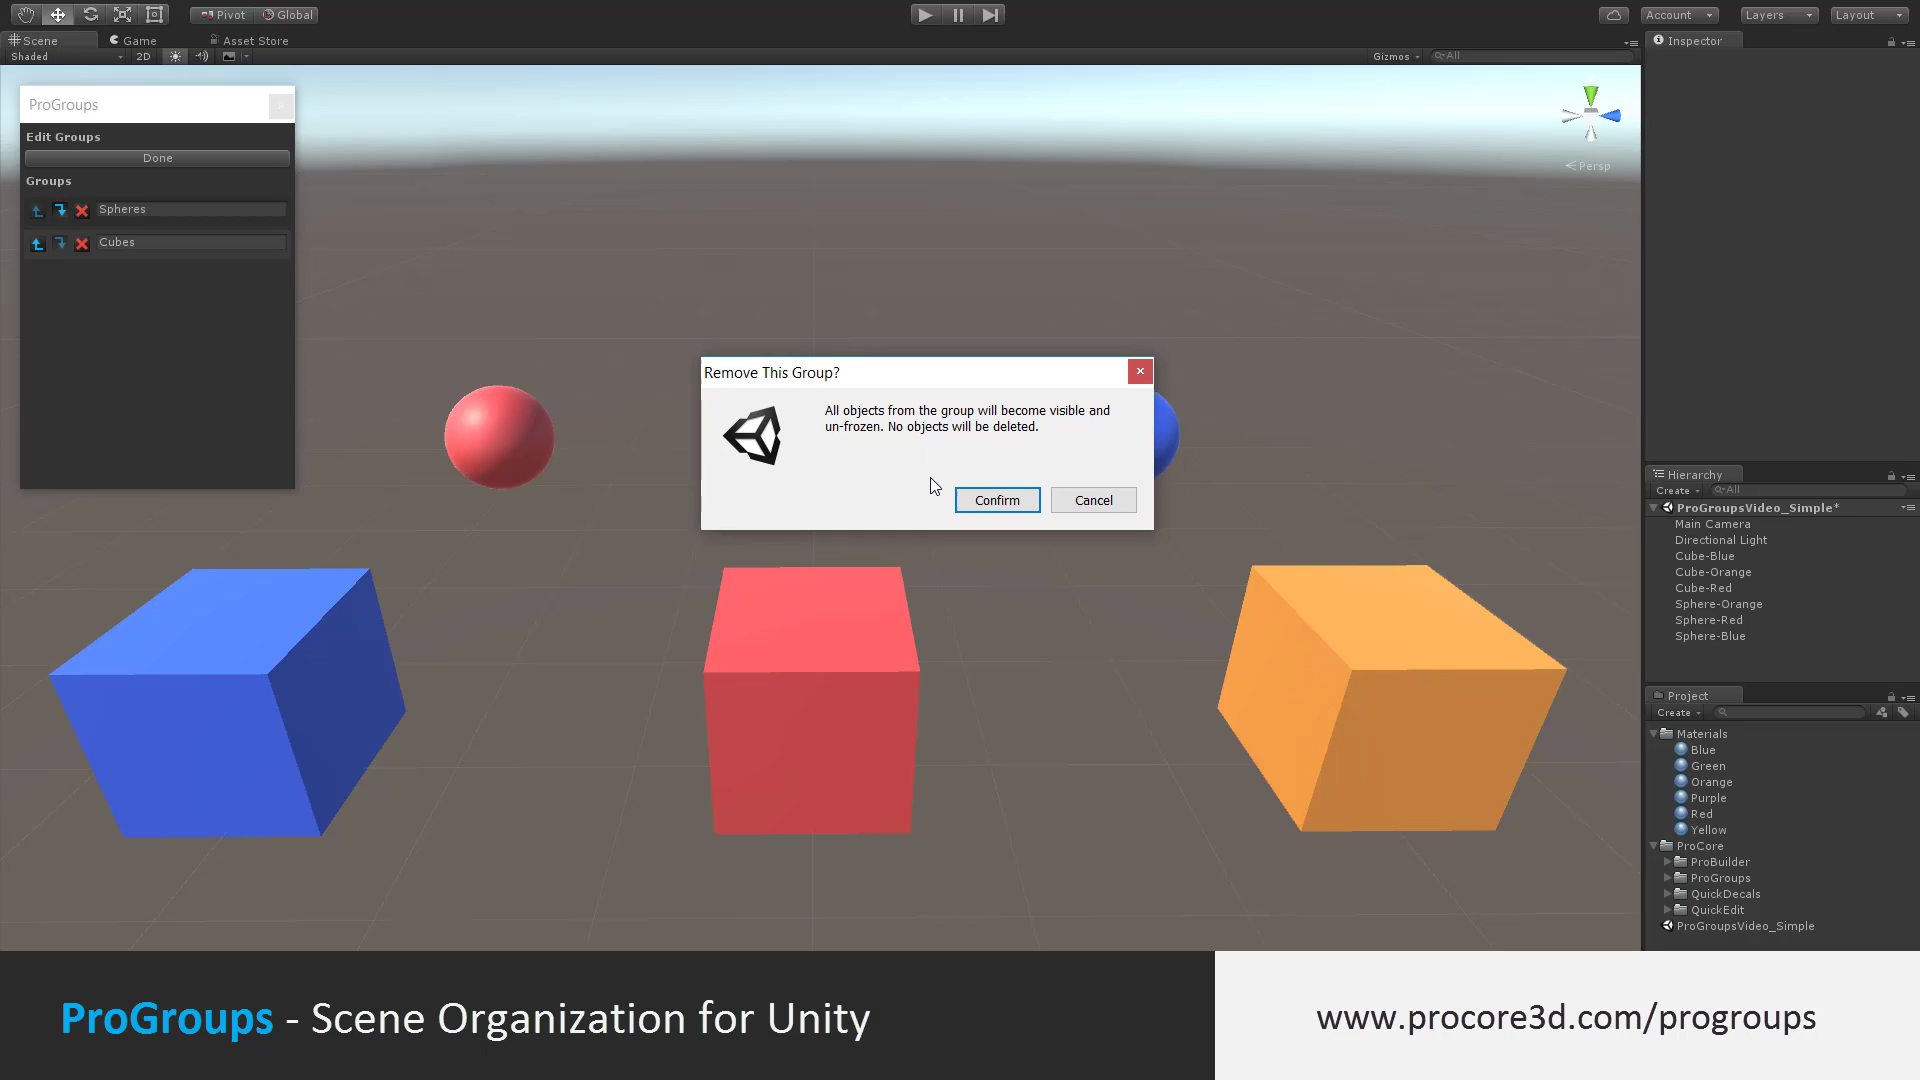 Pivot
Global
Account
Layers
Layout
Scene
Game
Asset Store
Inspector
Shaded
2D
Gizmos
All
ProGroups
Edit Groups
Done
Groups
Spheres
Cubes
Persp
Remove This Group?
All objects from the group will become visible and
un-frozen. No objects will be deleted.
Confirm
Cancel
Hierarchy
Create
All
ProGroupsVideo_Simple*
Main Camera
Directional Light
Cube-Blue
Cube-Orange
Cube-Red
Sphere-Orange
Sphere-Red
Sphere-Blue
Project
Create
Materials
Blue
Green
Orange
Purple
Red
Yellow
ProCore
ProBuilder
ProGroups
QuickDecals
QuickEdit
ProGroupsVideo_Simple
ProGroups - Scene Organization for Unity
www.procore3d.com/progroups